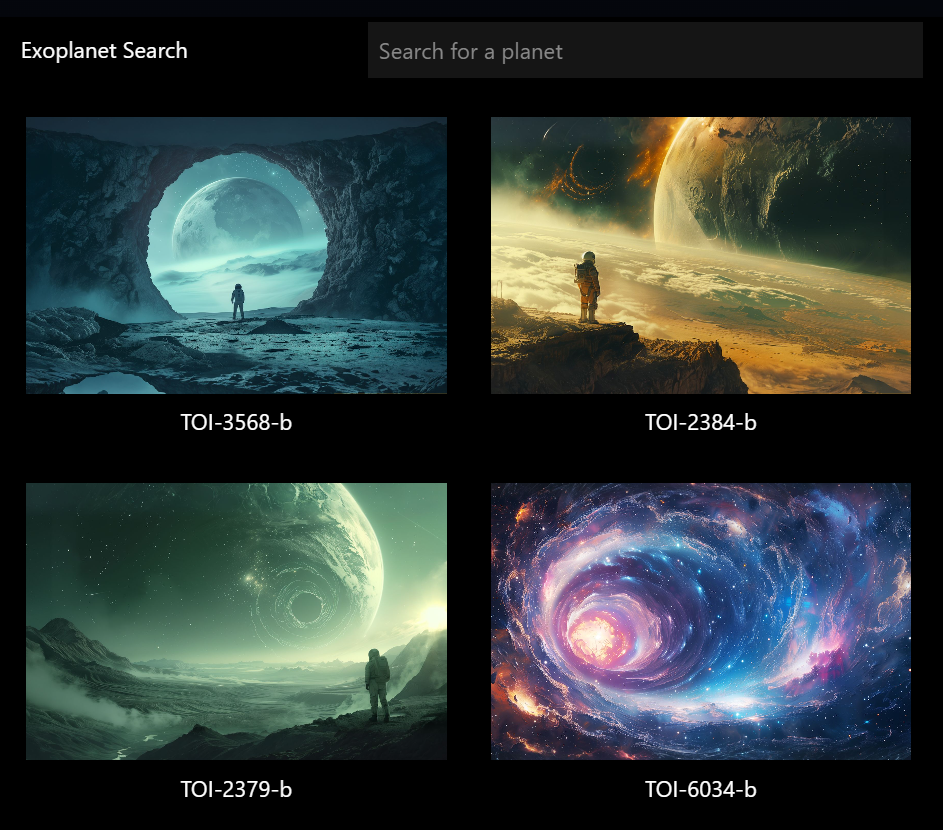 Exoplanet Search
Search for a planet
TOI-3568-b
TOI-2384-b
TOI-2379-b
TOI-6034-b